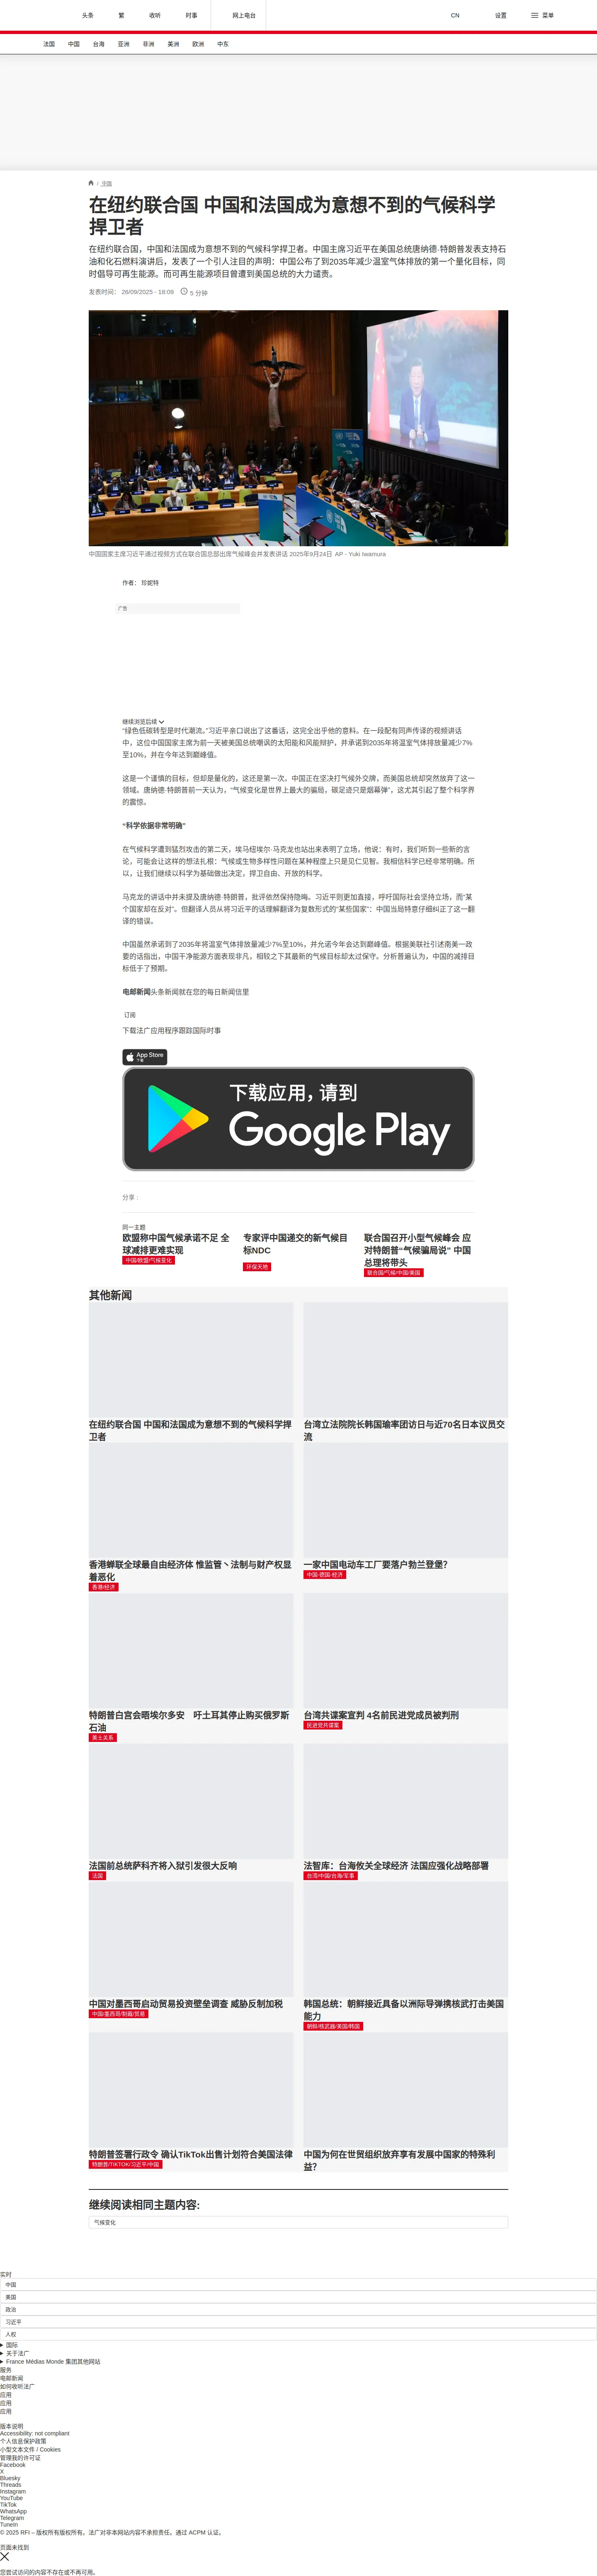 头条
繁
收听
时事
网上电台
CN
设置
菜单
法国
中国
台海
亚洲
非洲
美洲
欧洲
中东
/ 中国
在纽约联合国 中国和法国成为意想不到的气候科学
捍卫者
在纽约联合国，中国和法国成为意想不到的气候科学捍卫者。中国主席习近平在美国总统唐纳德·特朗普发表支持石
油和化石燃料演讲后，发表了一个引人注目的声明：中国公布了到2035年减少温室气体排放的第一个量化目标，同
时倡导可再生能源。而可再生能源项目曾遭到美国总统的大力谴责。
发表时间： 26/09/2025 - 18:09
5 分钟
中国国家主席习近平通过视频方式在联合国总部出席气候峰会并发表讲话 2025年9月24日 AP - Yuki Iwamura
作者： 珍妮特
广告
继续浏览后续
“绿色低碳转型是时代潮流。”习近平亲口说出了这番话，这完全出乎他的意料。在一段配有同声传译的视频讲话
中，这位中国国家主席为前一天被美国总统嘲讽的太阳能和风能辩护，并承诺到2035年将温室气体排放量减少7%
至10%，并在今年达到巅峰值。
这是一个谨慎的目标，但却是量化的，这还是第一次。中国正在坚决打气候外交牌，而美国总统却突然放弃了这一
领域。唐纳德·特朗普前一天认为，“气候变化是世界上最大的骗局，碳足迹只是烟幕弹”，这尤其引起了整个科学界
的震惊。
“科学依据非常明确”
在气候科学遭到猛烈攻击的第二天，埃马纽埃尔·马克龙也站出来表明了立场，他说：有时，我们听到一些新的言
论，可能会让这样的想法扎根：气候或生物多样性问题在某种程度上只是见仁见智。我相信科学已经非常明确。所
以，让我们继续以科学为基础做出决定，捍卫自由、开放的科学。
马克龙的讲话中并未提及唐纳德·特朗普，批评依然保持隐晦。习近平则更加直接，呼吁国际社会坚持立场，而“某
个国家却在反对”。但翻译人员从将习近平的话理解翻译为复数形式的“某些国家”：中国当局特意仔细纠正了这一翻
译的错误。
中国虽然承诺到了2035年将温室气体排放量减少7%至10%，并允诺今年会达到巅峰值。根据美联社引述南美一政
要的话指出，中国干净能源方面表现非凡，相较之下其最新的气候目标却太过保守。分析普遍认为，中国的减排目
标低于了预期。
电邮新闻头条新闻就在您的每日新闻信里
订阅
下载法广应用程序跟踪国际时事
App Store
下载
下载应用，请到
Google Play
分享 :
同一主题
欧盟称中国气候承诺不足 全
球减排更难实现
中国/欧盟/气候变化
专家评中国递交的新气候目
标NDC
环保天地
联合国召开小型气候峰会 应
对特朗普“气候骗局说” 中国
总理将带头
联合国/气候/中国/美国
其他新闻
在纽约联合国 中国和法国成为意想不到的气候科学捍
卫者
台湾立法院院长韩国瑜率团访日与近70名日本议员交
流
香港蝉联全球最自由经济体 惟监管丶法制与财产权显
着恶化
香港/经济
一家中国电动车工厂要落户勃兰登堡？
中国-德国-经济
特朗普白宫会晤埃尔多安　吁土耳其停止购买俄罗斯
石油
美土关系
台湾共谍案宣判 4名前民进党成员被判刑
民进党共谍案
法国前总统萨科齐将入狱引发很大反响
法国
法智库：台海攸关全球经济 法国应强化战略部署
台湾/中国/台海/军事
中国对墨西哥启动贸易投资壁垒调查 威胁反制加税
中国/墨西哥/制裁/贸易
韩国总统：朝鲜接近具备以洲际导弹携核武打击美国
能力
朝鲜/核武器/美国/韩国
特朗普签署行政令 确认TikTok出售计划符合美国法律
特朗普/TIKTOK/习近平/中国
中国为何在世贸组织放弃享有发展中国家的特殊利
益？
继续阅读相同主题内容:
气候变化
实时
中国
美国
政治
习近平
人权
国际
关于法广
France Médias Monde 集团其他网站
服务
电邮新闻
如何收听法广
应用
应用
应用
版本说明
Accessibility: not compliant
个人信息保护政策
小型文本文件 / Cookies
管理我的许可证
Facebook
X
Bluesky
Threads
Instagram
YouTube
TikTok
WhatsApp
Telegram
TuneIn
© 2025 RFI – 版权所有版权所有。法广对非本网站内容不承担责任。通过 ACPM 认证。
页面未找到
您尝试访问的内容不存在或不再可用。